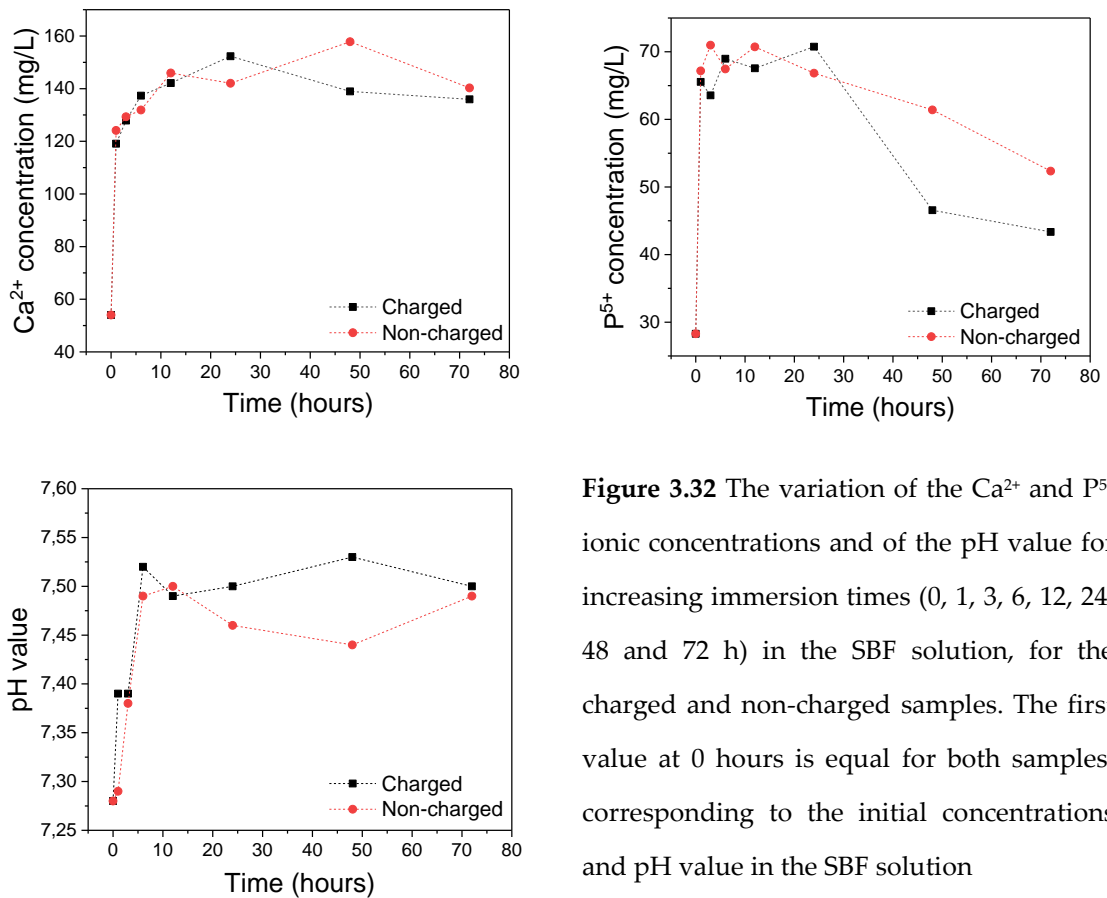 160
140
120
100
80
60
40
Ca²⁺ concentration (mg/L)
Charged
Non-charged
0 10 20 30 40 50 60 70 80
Time (hours)
70
60
50
40
30
P⁵⁺ concentration (mg/L)
Charged
Non-charged
0 10 20 30 40 50 60 70 80
Time (hours)
7,60
7,55
7,50
7,45
7,40
7,35
7,30
7,25
pH value
Charged
Non-charged
0 10 20 30 40 50 60 70 80
Time (hours)
Figure 3.32 The variation of the Ca²⁺ and P⁵
ionic concentrations and of the pH value for
increasing immersion times (0, 1, 3, 6, 12, 24
48 and 72 h) in the SBF solution, for the
charged and non-charged samples. The firs
value at 0 hours is equal for both samples
corresponding to the initial concentrations
and pH value in the SBF solution